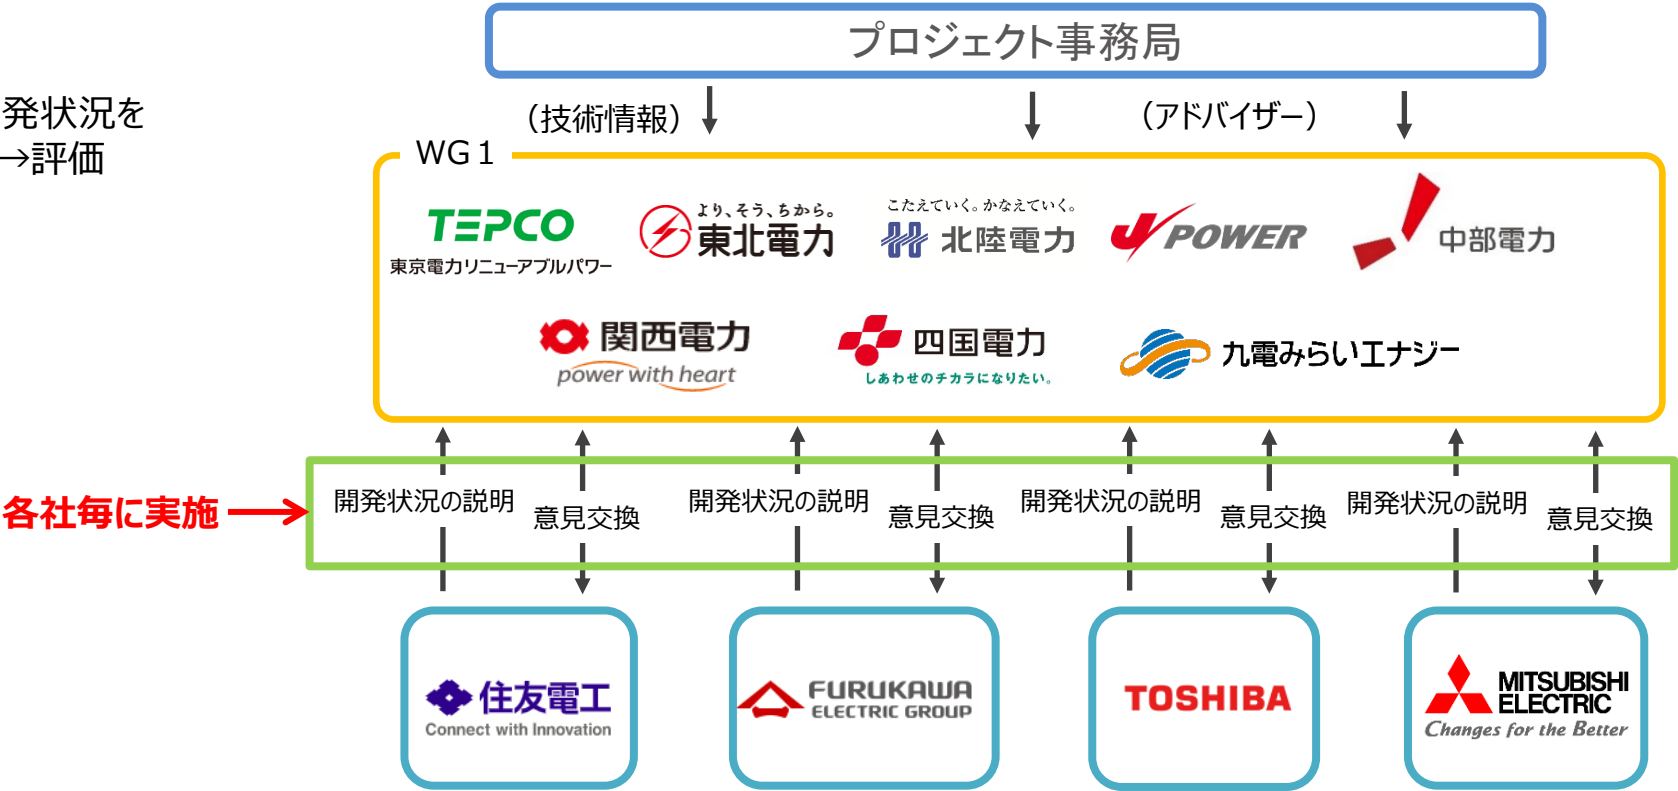 プロジェクト事務局
発状況を
→評価
（技術情報）
（アドバイザー）
WG１
TEPCO
東京電力リニューアブルパワー
より、そう、ちから。
東北電力
こたえていく。かなえていく。
北陸電力
J POWER
中部電力
関西電力
power with heart
四国電力
しあわせのチカラになりたい。
九電みらいエナジー
各社毎に実施
開発状況の説明
意見交換
開発状況の説明
意見交換
開発状況の説明
意見交換
開発状況の説明
意見交換
住友電工
Connect with Innovation
FURUKAWA
ELECTRIC GROUP
TOSHIBA
MITSUBISHI
ELECTRIC
Changes for the Better